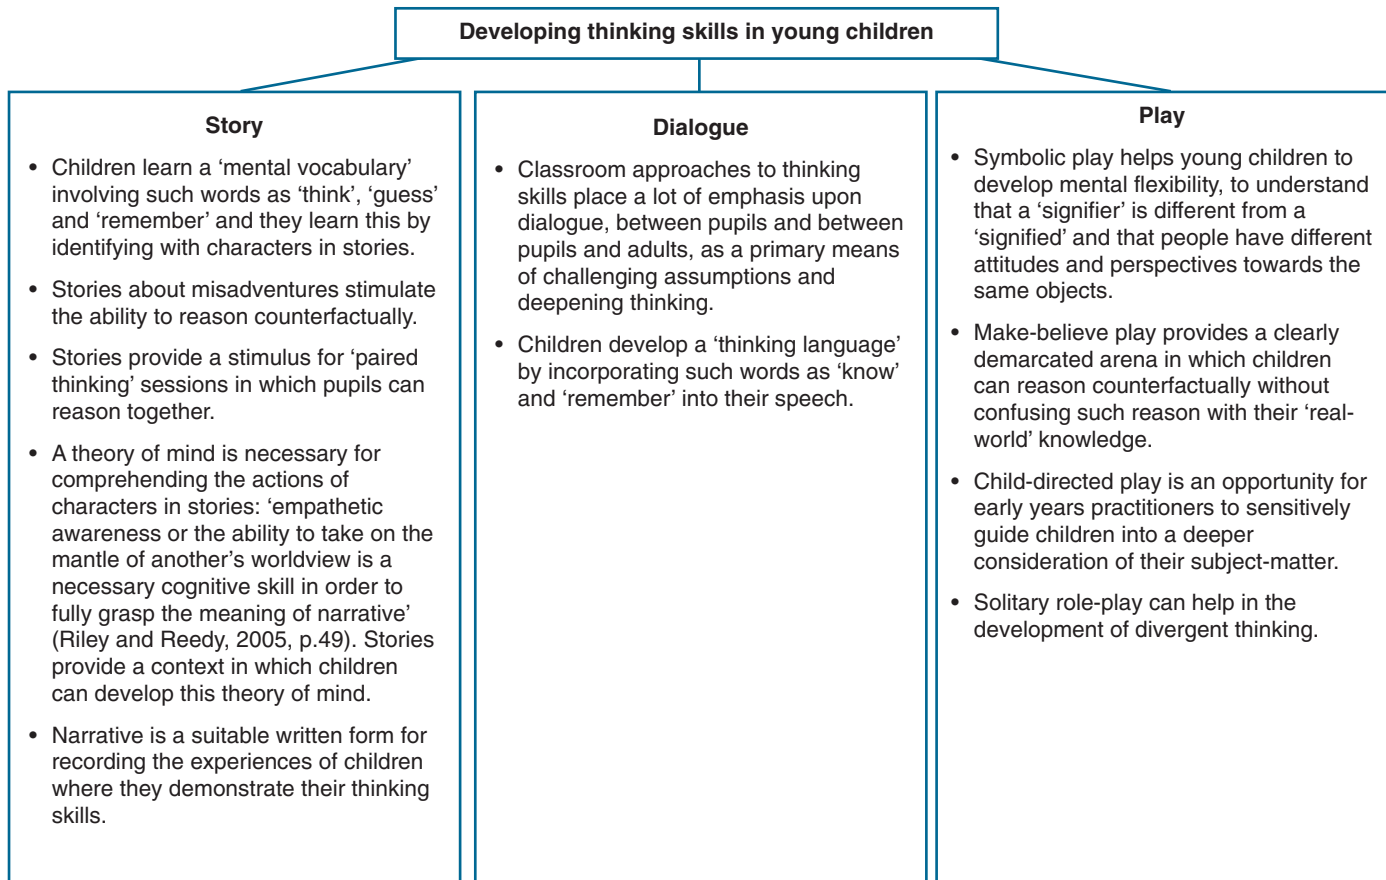 Developing thinking skills in young children
Story
• Children learn a ‘mental vocabulary’
involving such words as ‘think’, ‘guess’
and ‘remember’ and they learn this by
identifying with characters in stories.
• Stories about misadventures stimulate
the ability to reason counterfactually.
• Stories provide a stimulus for ‘paired
thinking’ sessions in which pupils can
reason together.
• A theory of mind is necessary for
comprehending the actions of
characters in stories: ‘empathetic
awareness or the ability to take on the
mantle of another’s worldview is a
necessary cognitive skill in order to
fully grasp the meaning of narrative’
(Riley and Reedy, 2005, p.49). Stories
provide a context in which children
can develop this theory of mind.
• Narrative is a suitable written form for
recording the experiences of children
where they demonstrate their thinking
skills.
Dialogue
• Classroom approaches to thinking
skills place a lot of emphasis upon
dialogue, between pupils and between
pupils and adults, as a primary means
of challenging assumptions and
deepening thinking.
• Children develop a ‘thinking language’
by incorporating such words as ‘know’
and ‘remember’ into their speech.
Play
• Symbolic play helps young children to
develop mental flexibility, to understand
that a ‘signifier’ is different from a
‘signified’ and that people have different
attitudes and perspectives towards the
same objects.
• Make-believe play provides a clearly
demarcated arena in which children
can reason counterfactually without
confusing such reason with their ‘real-
world’ knowledge.
• Child-directed play is an opportunity for
early years practitioners to sensitively
guide children into a deeper
consideration of their subject-matter.
• Solitary role-play can help in the
development of divergent thinking.